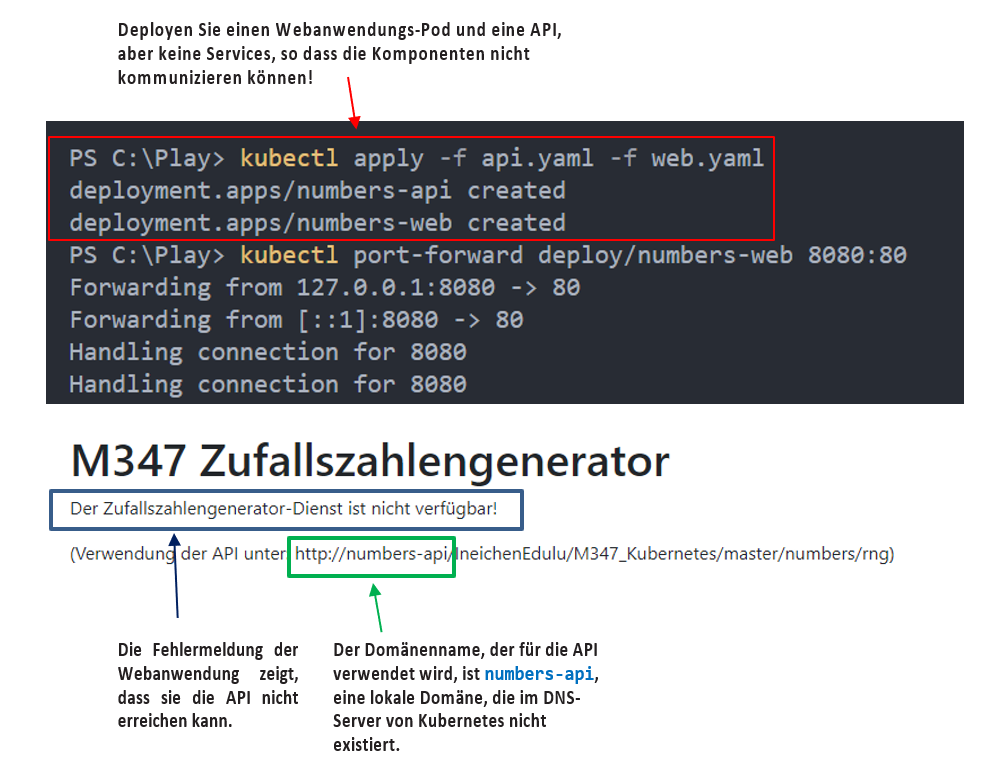 Deployen Sie einen Webanwendungs-Pod und eine API,
aber keine Services, so dass die Komponenten nicht
kommunizieren können!
PS C:\Play> kubectl apply -f api.yaml -f web.yaml
deployment.apps/numbers-api created
deployment.apps/numbers-web created
PS C:\Play> kubectl port-forward deploy/numbers-web 8080:80
Forwarding from 127.0.0.1:8080 -> 80
Forwarding from [::1]:8080 -> 80
Handling connection for 8080
Handling connection for 8080
M347 Zufallszahlengenerator
Der Zufallszahlengenerator-Dienst ist nicht verfügbar!
(Verwendung der API unter http://numbers-api/IneichenEdulu/M347_Kubernetes/master/numbers/rng)
Die Fehlermeldung der
Webanwendung zeigt,
dass sie die API nicht
erreichen kann.
Der Domänenname, der für die API
verwendet wird, ist numbers-api,
eine lokale Domäne, die im DNS-
Server von Kubernetes nicht
existiert.